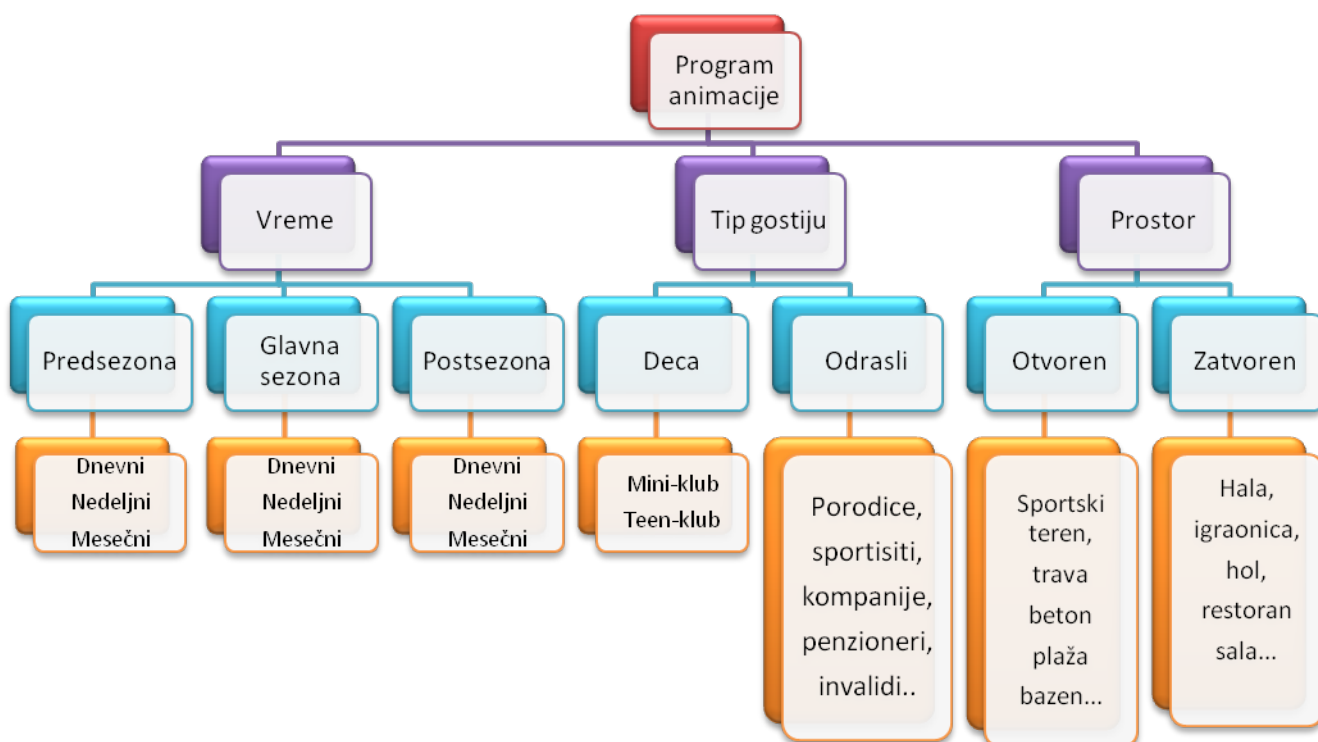 Program
animacije
Vreme
Tip gostiju
Prostor
Predsezona
Glavna
sezona
Postsezona
Deca
Odrasli
Otvoren
Zatvoren
Dnevni
Nedeljni
Mesečni
Dnevni
Nedeljni
Mesečni
Dnevni
Nedeljni
Mesečni
Mini-klub
Teen-klub
Porodice,
sportisiti,
kompanije,
penzioneri,
invalidi..
Sportski
teren,
trava
beton
plaža
bazen...
Hala,
igraonica,
hol,
restoran
sala...